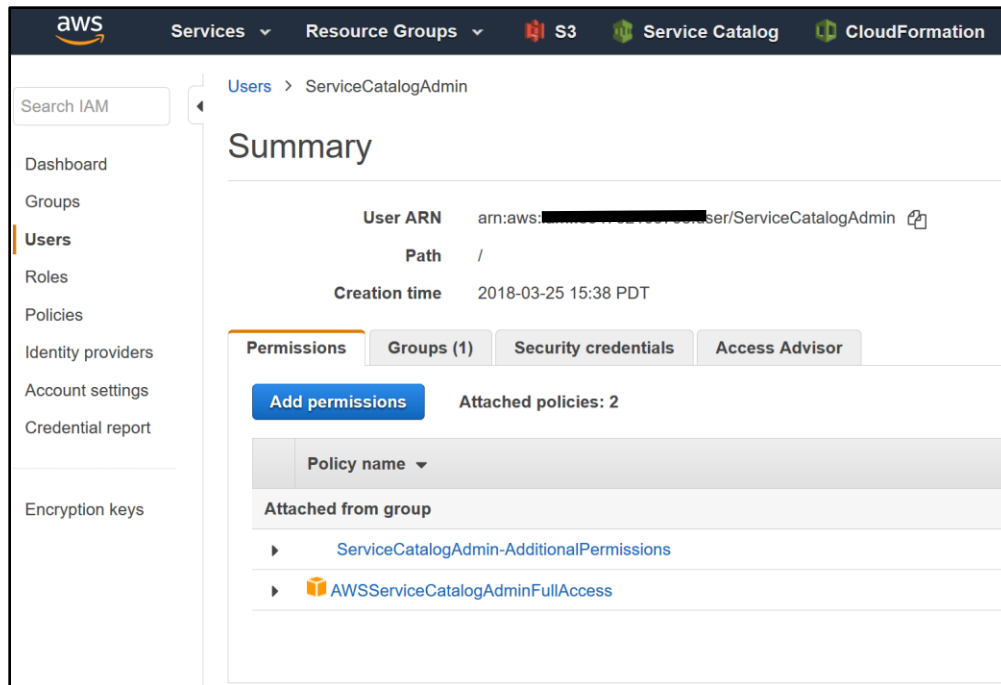 aws Services Resource Groups S3 Service Catalog CloudFormation
Search IAM
Dashboard
Groups
Users
Roles
Policies
Identity providers
Account settings
Credential report
Encryption keys
Users > ServiceCatalogAdmin
Summary
User ARN arn:aws: user/ServiceCatalogAdmin
Path /
Creation time 2018-03-25 15:38 PDT
Permissions Groups (1) Security credentials Access Advisor
Add permissions Attached policies: 2
Policy name
Attached from group
ServiceCatalogAdmin-AdditionalPermissions
AWSServiceCatalogAdminFullAccess